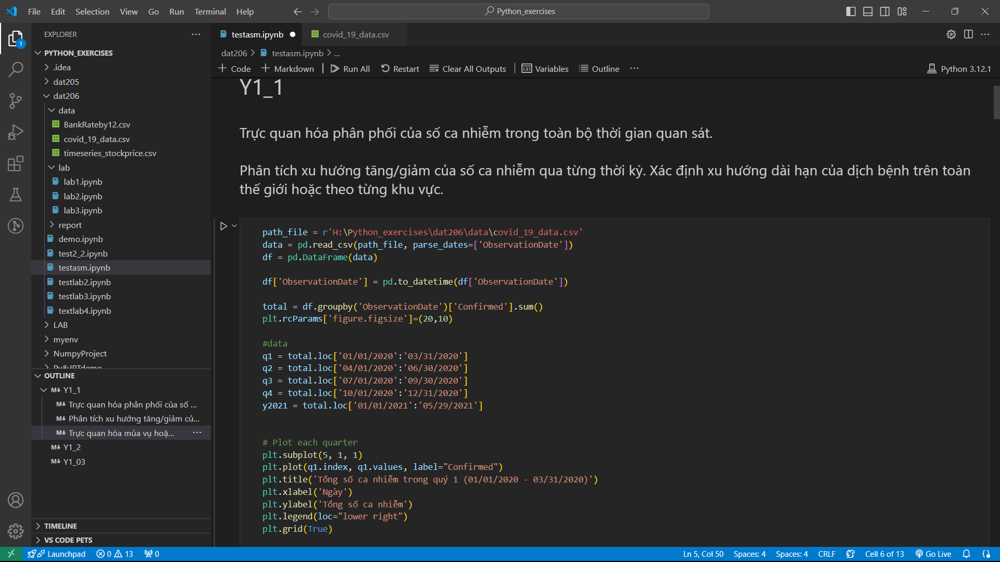 File Edit Selection View Go Run Terminal Help
Python_exercises
EXPLORER
1
PYTHON_EXERCISES
.idea
dat205
dat206
data
BankRateby12.csv
covid_19_data.csv
timeseries_stockprice.csv
lab
lab1.ipynb
lab2.ipynb
lab3.ipynb
report
demo.ipynb
test2_2.ipynb
testasm.ipynb
testlab2.ipynb
testlab3.ipynb
textlab4.ipynb
LAB
myenv
NumpyProject
OUTLINE
M↓ Y1_1
M↓ Trực quan hóa phân phối của số ...
M↓ Phân tích xu hướng tăng/giảm củ...
M↓ Trực quan hóa mùa vụ hoặ...
M↓ Y1_2
M↓ Y1_03
TIMELINE
VS CODE PETS
testasm.ipynb
covid_19_data.csv
dat206 > testasm.ipynb > ...
+ Code + Markdown | Run All Restart Clear All Outputs | Variables Outline ...
Python 3.12.1
Y1_1
Trực quan hóa phân phối của số ca nhiễm trong toàn bộ thời gian quan sát.
Phân tích xu hướng tăng/giảm của số ca nhiễm qua từng thời kỳ. Xác định xu hướng dài hạn của dịch bệnh trên toàn
thế giới hoặc theo từng khu vực.
path_file = r'H:\Python_exercises\dat206\data\covid_19_data.csv'
data = pd.read_csv(path_file, parse_dates=['ObservationDate'])
df = pd.DataFrame(data)
df['ObservationDate'] = pd.to_datetime(df['ObservationDate'])
total = df.groupby('ObservationDate')['Confirmed'].sum()
plt.rcParams['figure.figsize']=(20,10)
#data
q1 = total.loc['01/01/2020':'03/31/2020']
q2 = total.loc['04/01/2020':'06/30/2020']
q3 = total.loc['07/01/2020':'09/30/2020']
q4 = total.loc['10/01/2020':'12/31/2020']
y2021 = total.loc['01/01/2021':'05/29/2021']
# Plot each quarter
plt.subplot(5, 1, 1)
plt.plot(q1.index, q1.values, label="Confirmed")
plt.title('Tổng số ca nhiễm trong quý 1 (01/01/2020 - 03/31/2020)')
plt.xlabel('Ngày')
plt.ylabel('Tổng số ca nhiễm')
plt.legend(loc="lower right")
plt.grid(True)
Launchpad 0 13 0
Ln 5, Col 50 Spaces: 4 Spaces: 4 CRLF Cell 6 of 13 Go Live